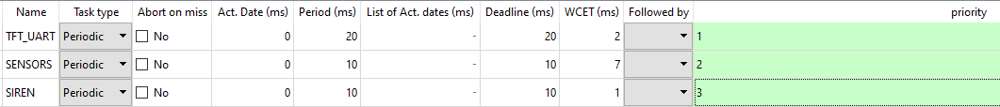 Name Task type Abort on miss Act. Date (ms) Period (ms) List of Act. dates (ms) Deadline (ms) WCET (ms) Followed by priority
TFT_UART Periodic No 0 20 - 20 2 1
SENSORS Periodic No 0 10 - 10 7 2
SIREN Periodic No 0 10 - 10 1 3